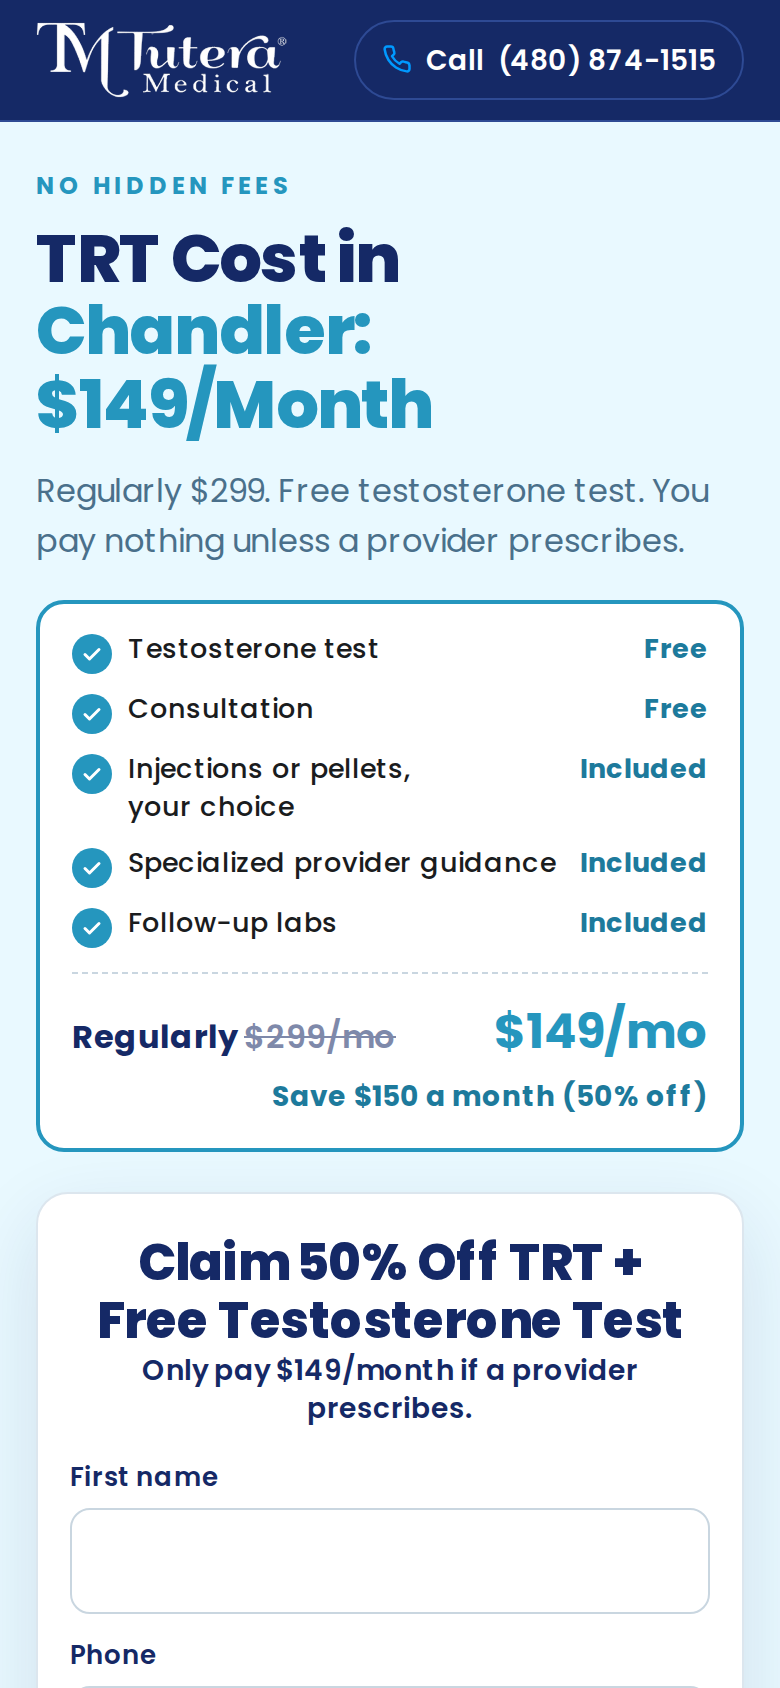 TM Tutera®
Medical
Call (480) 874-1515
NO HIDDEN FEES
TRT Cost in
Chandler:
$149/Month
Regularly $299. Free testosterone test. You
pay nothing unless a provider prescribes.
Testosterone test Free
Consultation Free
Injections or pellets, Included
your choice
Specialized provider guidance Included
Follow-up labs Included
Regularly $299/mo $149/mo
Save $150 a month (50% off)
Claim 50% Off TRT +
Free Testosterone Test
Only pay $149/month if a provider
prescribes.
First name
Phone